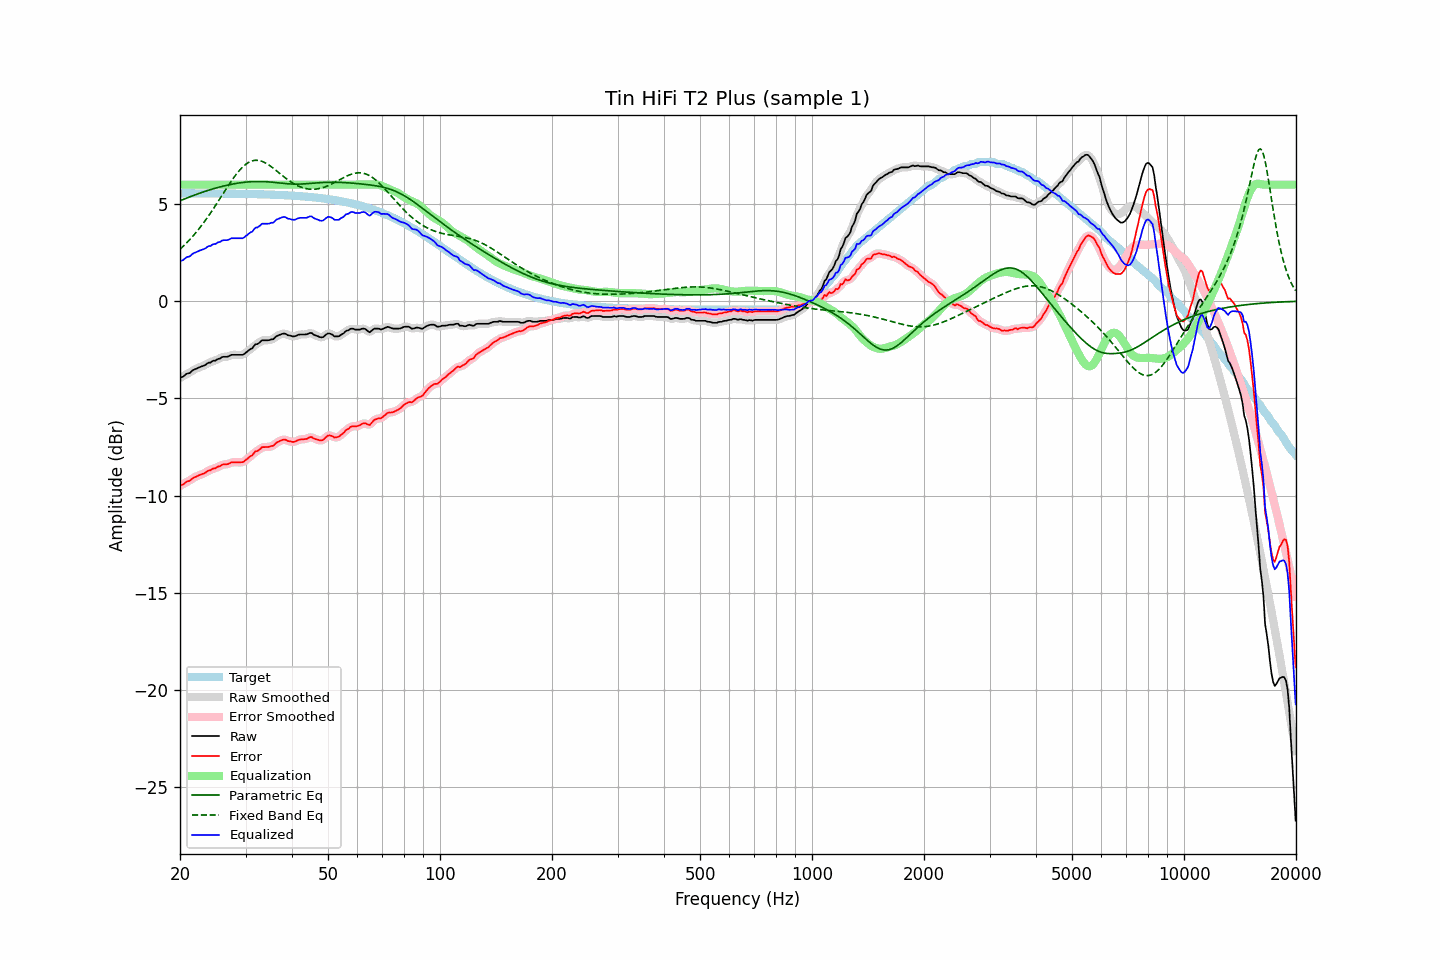 Tin HiFi T2 Plus (sample 1)
Amplitude (dBr)
5
0
−5
−10
−15
−20
−25
Target
Raw Smoothed
Error Smoothed
Raw
Error
Equalization
Parametric Eq
Fixed Band Eq
Equalized
20 50 100 200 500 1000 2000 5000 10000 20000
Frequency (Hz)